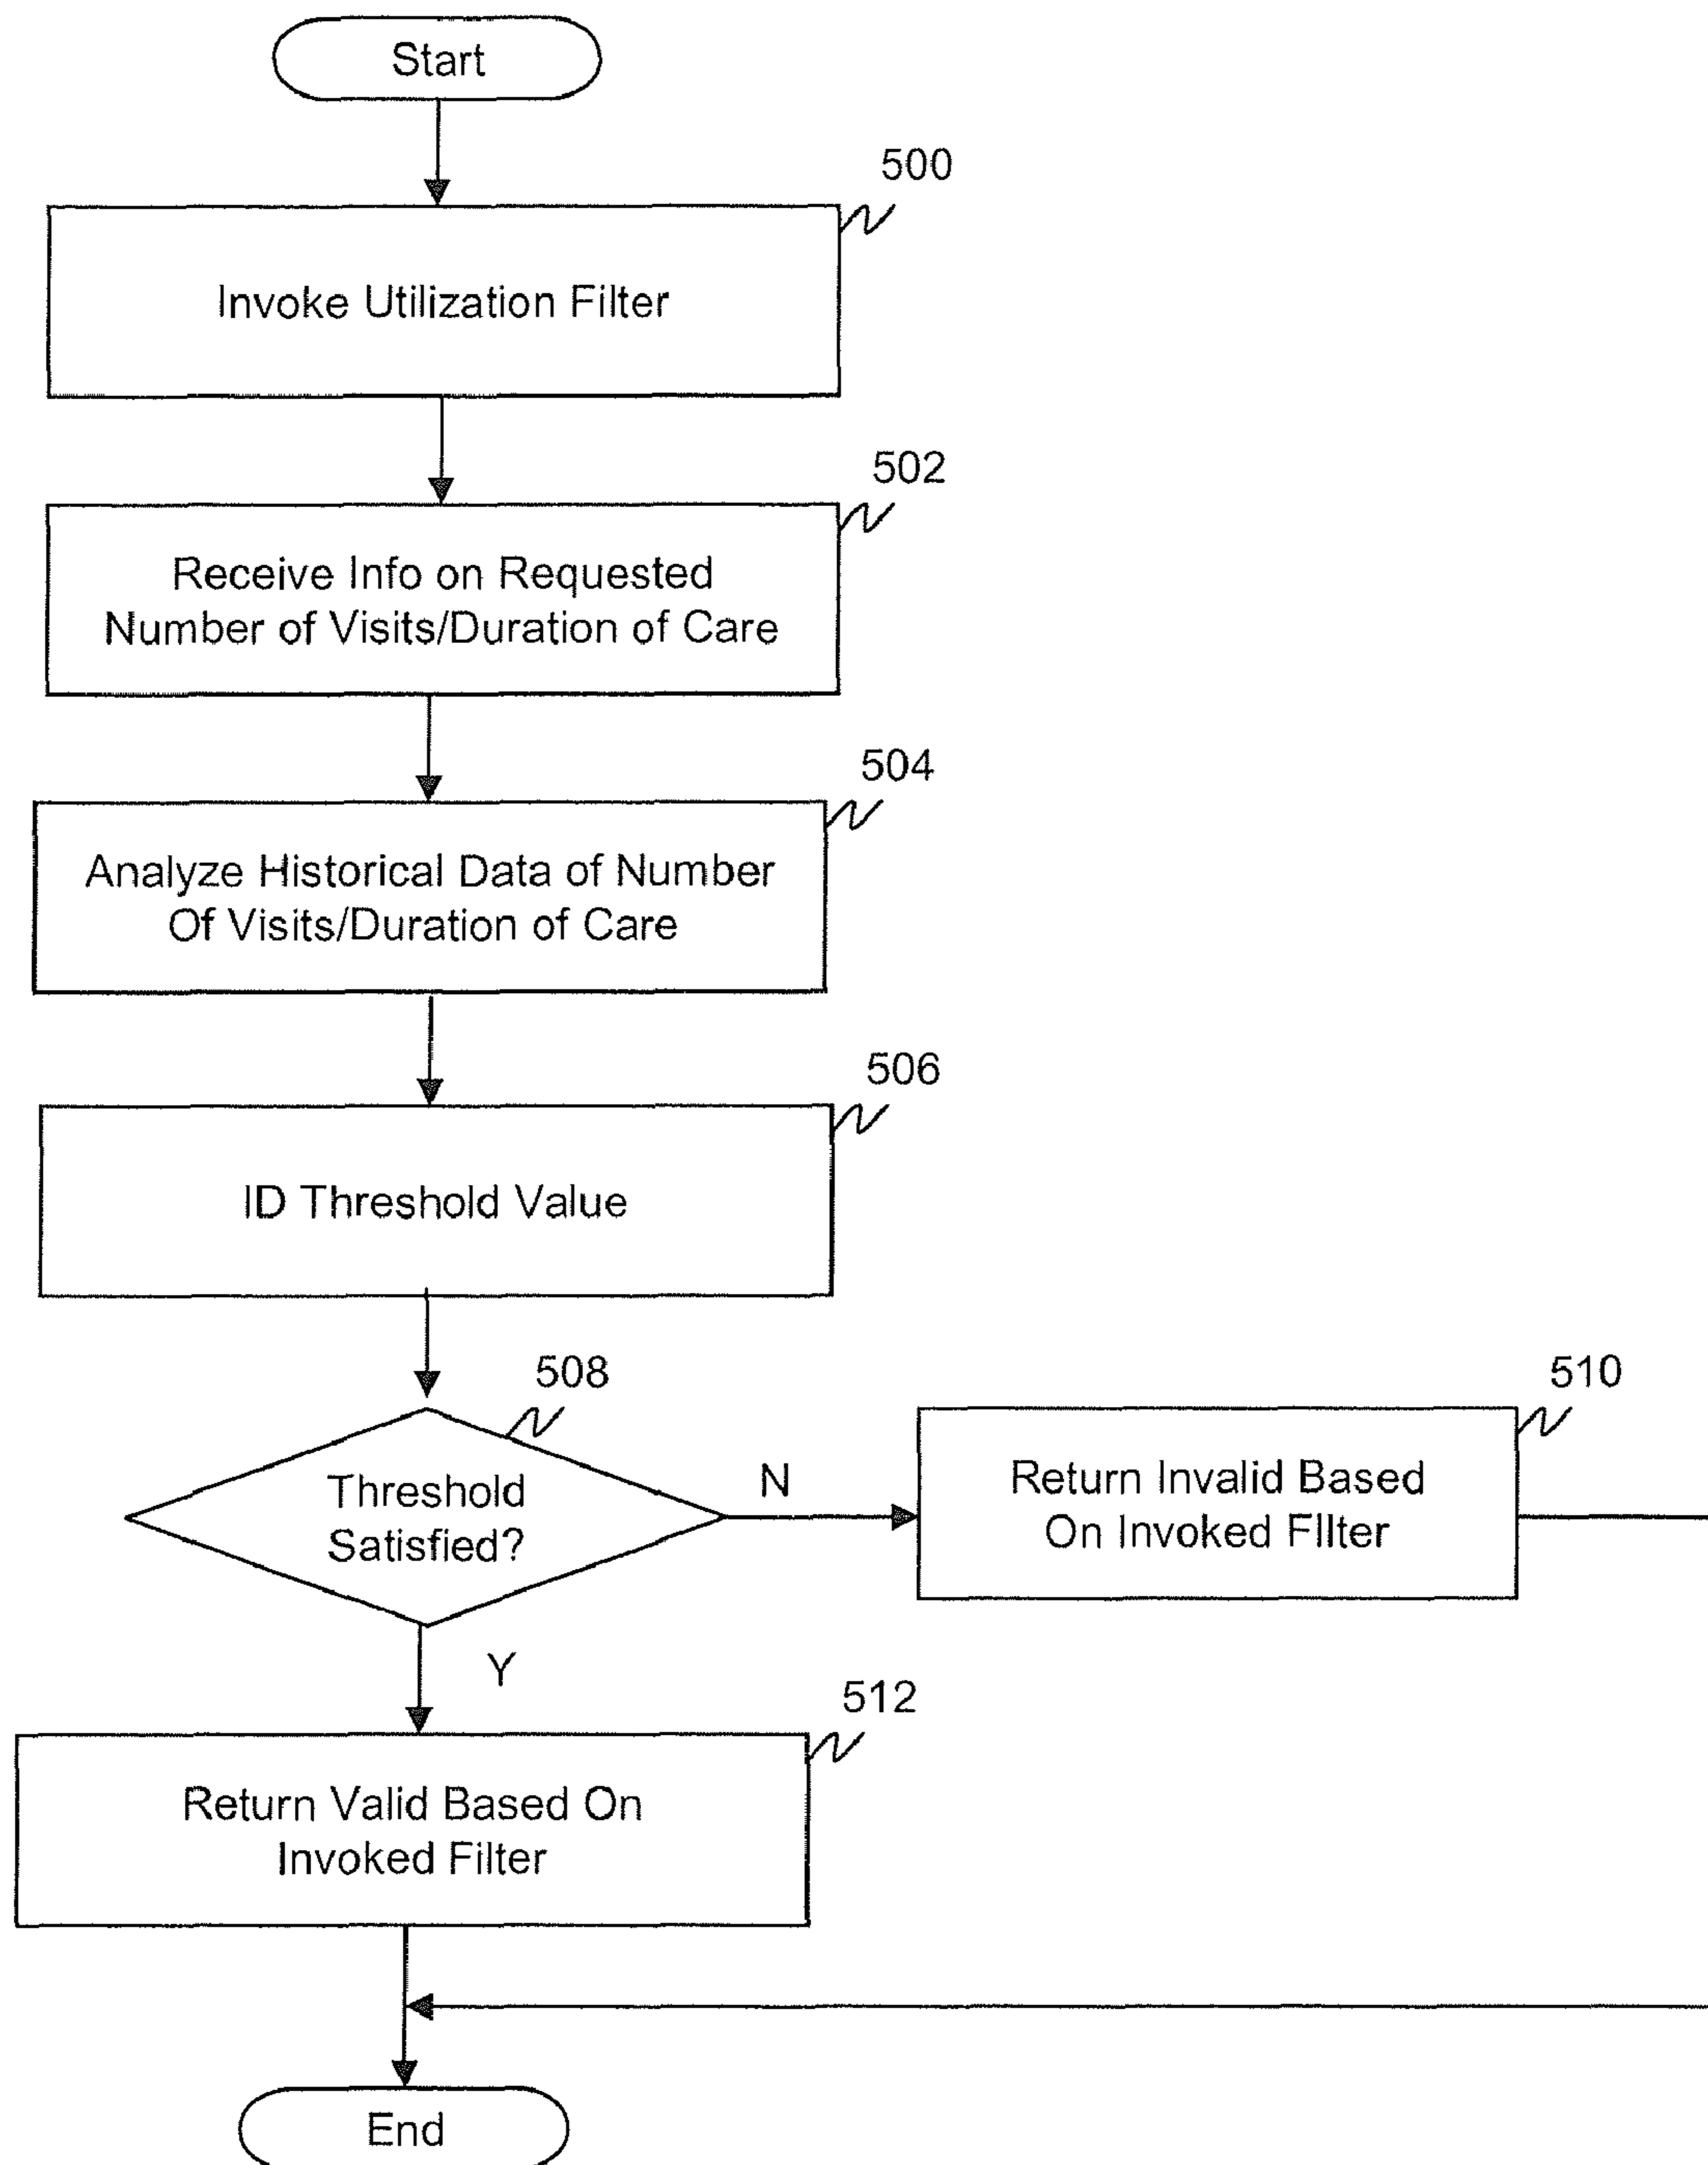 Start
500
Invoke Utilization Filter
502
Receive Info on Requested
Number of Visits/Duration of Care
504
Analyze Historical Data of Number
Of Visits/Duration of Care
506
ID Threshold Value
508
Threshold
Satisfied?
N
510
Return Invalid Based
On Invoked FIlter
Y
512
Return Valid Based On
Invoked Filter
End